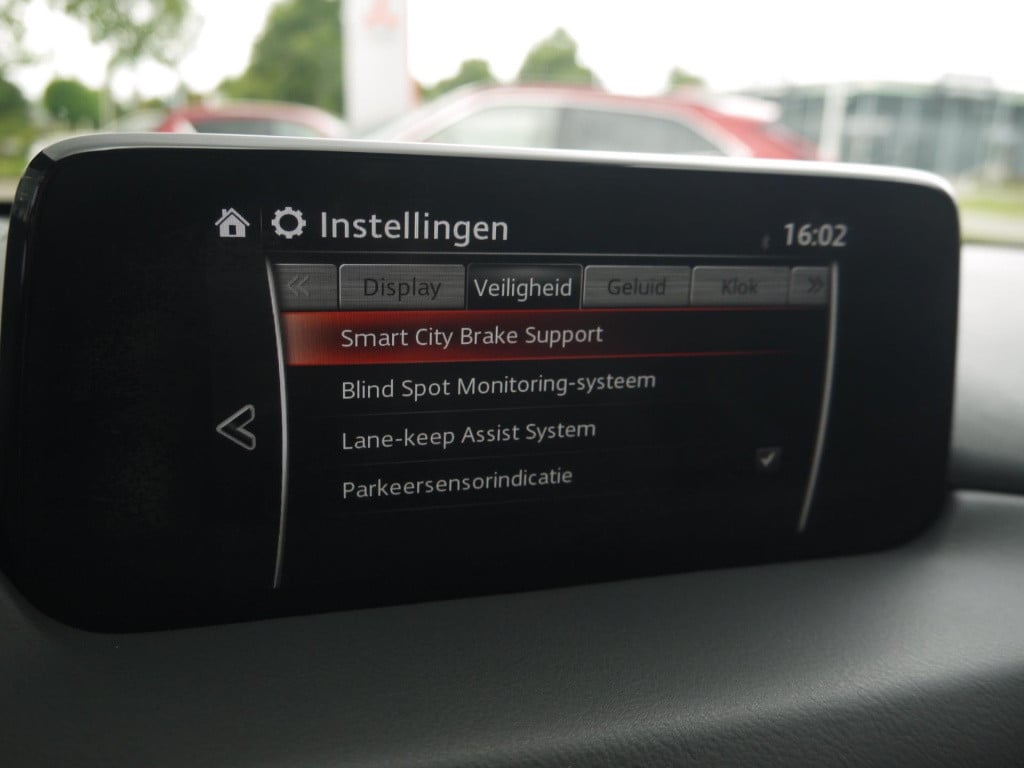 Instellingen 16:02
Display Veiligheid Geluid Klok
Smart City Brake Support
Blind Spot Monitoring-systeem
Lane-keep Assist System
Parkeersensorindicatie